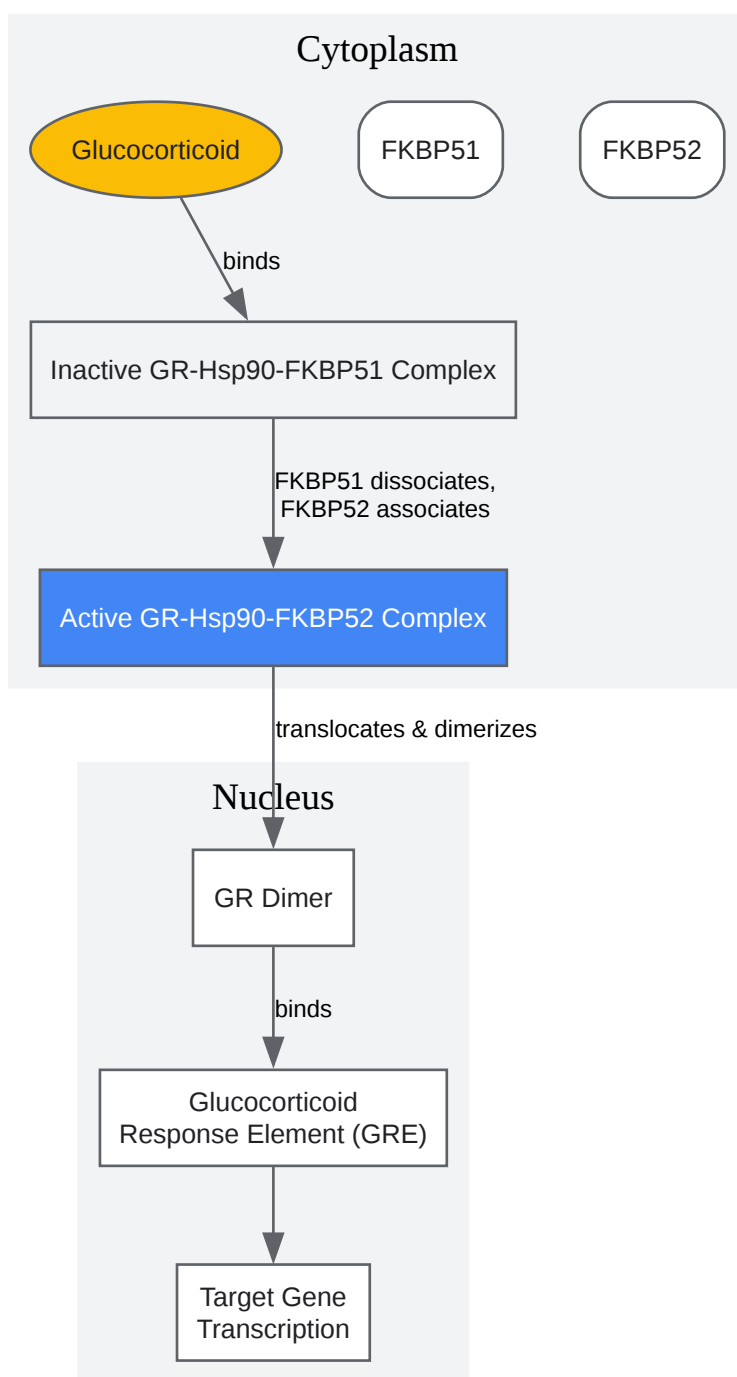 Cytoplasm
Glucocorticoid
FKBP51
FKBP52
binds
Inactive GR-Hsp90-FKBP51 Complex
FKBP51 dissociates,
FKBP52 associates
Active GR-Hsp90-FKBP52 Complex
translocates & dimerizes
Nucleus
GR Dimer
binds
Glucocorticoid
Response Element (GRE)
Target Gene
Transcription